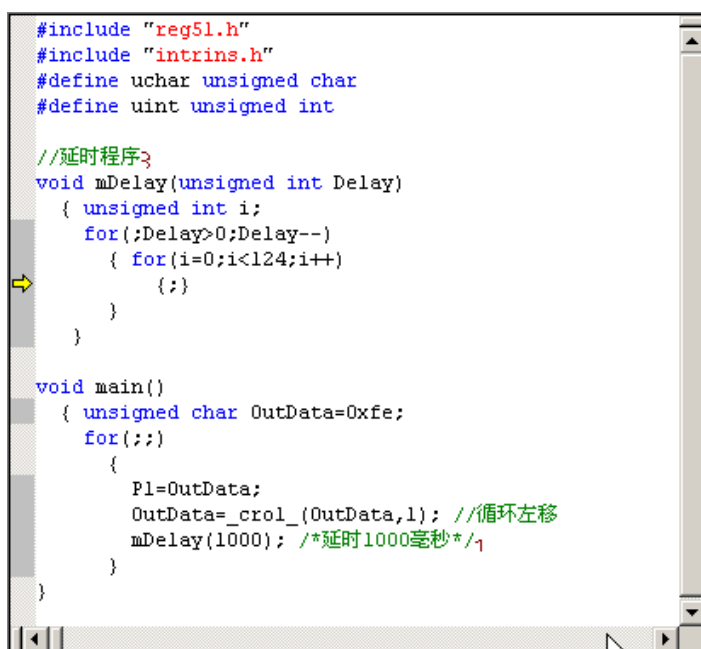 #include "reg51.h"
#include "intrins.h"
#define uchar unsigned char
#define uint unsigned int
//延时程序
void mDelay(unsigned int Delay)
{ unsigned int i;
for(;Delay>0;Delay--)
{ for(i=0;i<124;i++)
{;}
}
}
void main()
{ unsigned char OutData=0xfe;
for(;;)
{
P1=OutData;
OutData=_crol_(OutData,1); //循环左移
mDelay(1000); /*延时1000毫秒*/
}
}